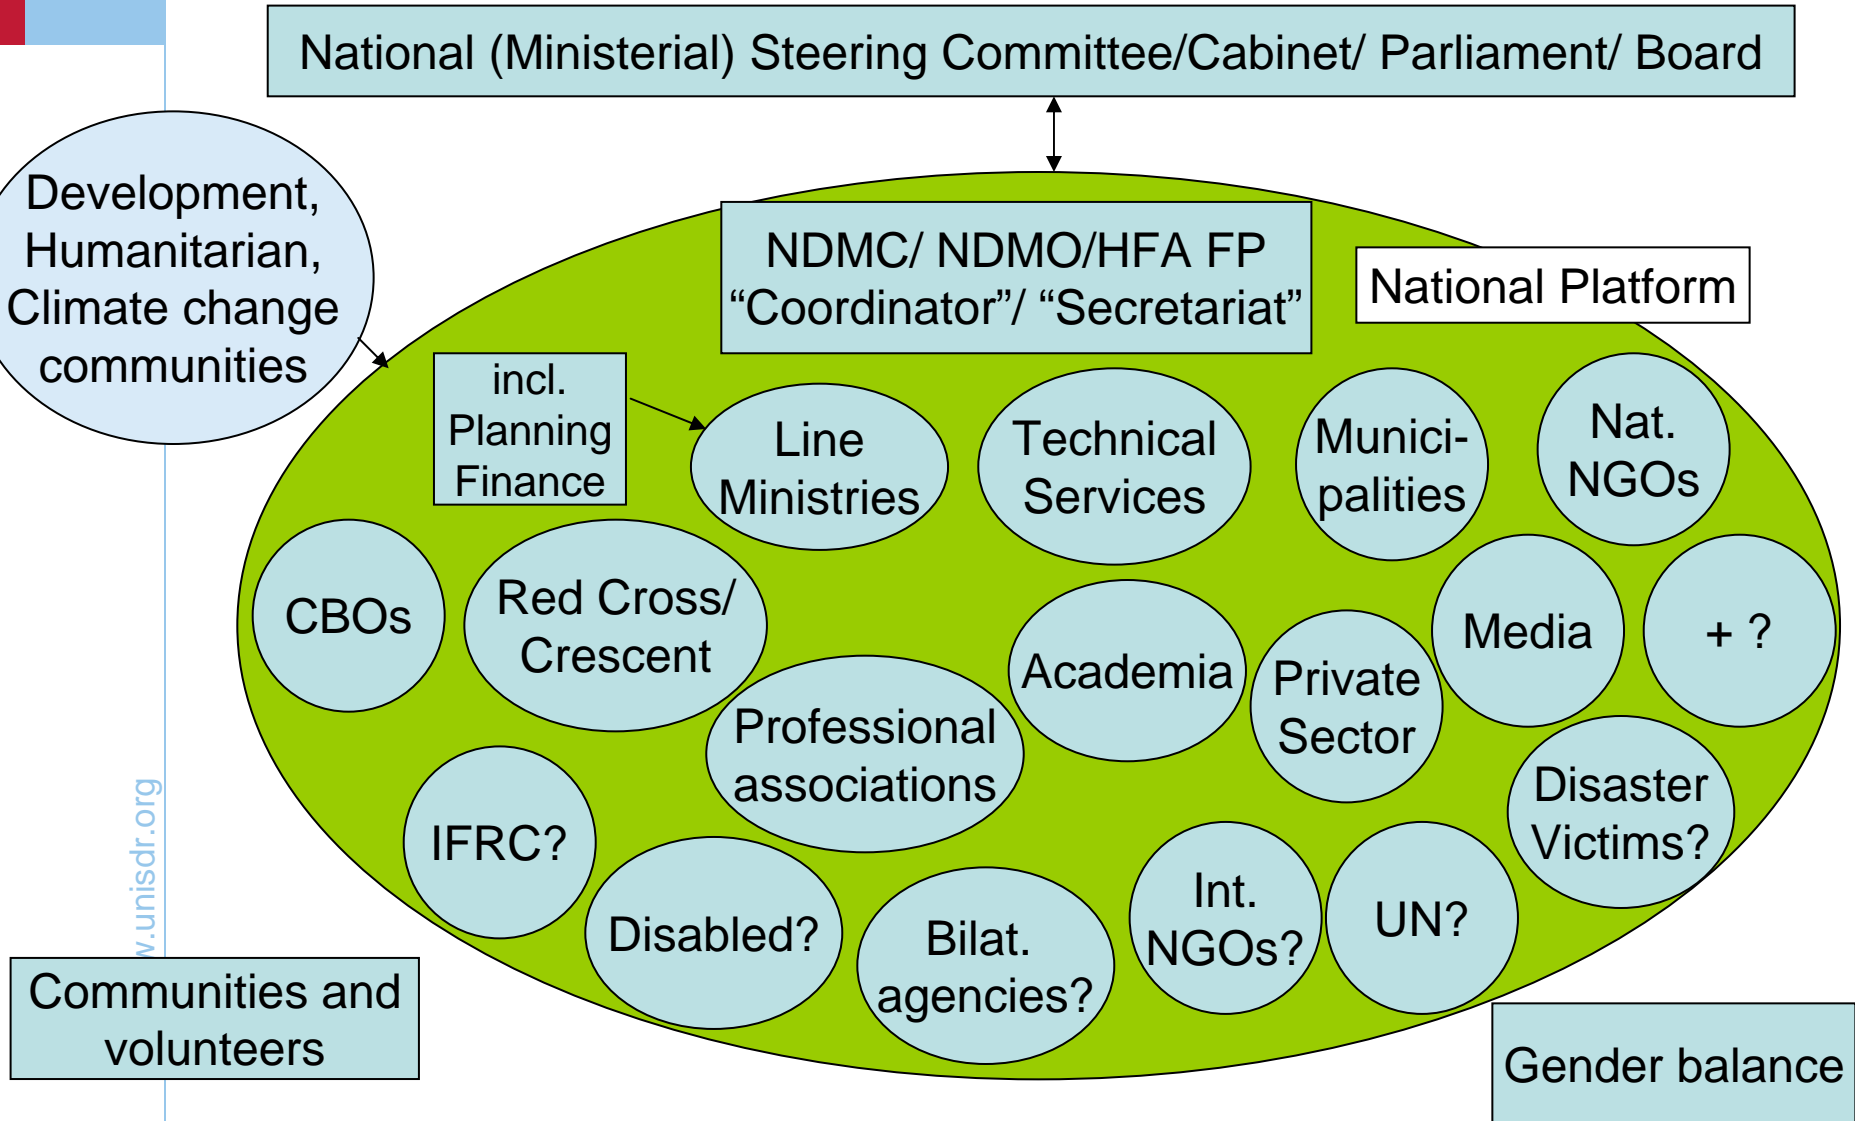 National (Ministerial) Steering Committee/Cabinet/ Parliament/ Board
Development,
Humanitarian,
Climate change
communities
NDMC/ NDMO/HFA FP
“Coordinator”/ “Secretariat”
National Platform
incl.
Planning
Finance
Line
Ministries
Technical
Services
Munici-
palities
Nat.
NGOs
CBOs
Red Cross/
Crescent
Professional
associations
Academia
Private
Sector
Media
+ ?
IFRC?
Disabled?
Bilat.
agencies?
Int.
NGOs?
UN?
Disaster
Victims?
w.unisdr.org
Communities and
volunteers
Gender balance